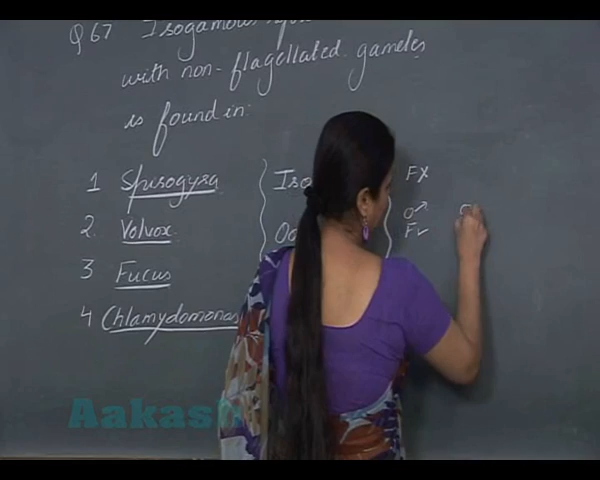 Q 67 Isogamous
with non-flagellated gametes
is found in:
1 Spirogyra Iso F×
2. Volvox Oo O♂ F✓
3 Fucus
4 Chlamydomonas
Aakash